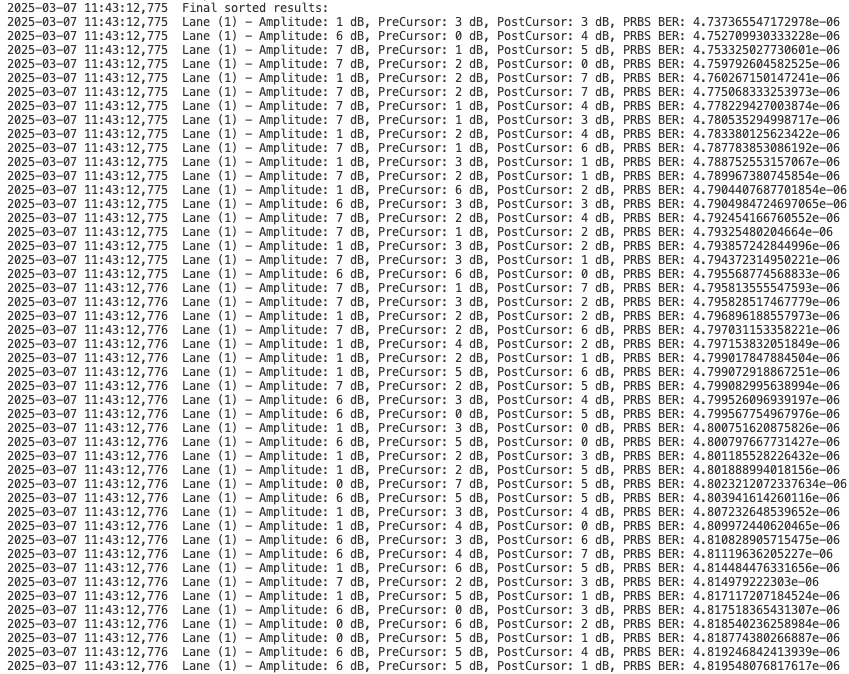 2025-03-07 11:43:12,775  Final sorted results:
2025-03-07 11:43:12,775  Lane (1) – Amplitude: 1 dB, PreCursor: 3 dB, PostCursor: 3 dB, PRBS BER: 4.737365547172978e-06
2025-03-07 11:43:12,775  Lane (1) – Amplitude: 6 dB, PreCursor: 0 dB, PostCursor: 4 dB, PRBS BER: 4.752709930333228e-06
2025-03-07 11:43:12,775  Lane (1) – Amplitude: 7 dB, PreCursor: 1 dB, PostCursor: 5 dB, PRBS BER: 4.753325027730601e-06
2025-03-07 11:43:12,775  Lane (1) – Amplitude: 7 dB, PreCursor: 2 dB, PostCursor: 0 dB, PRBS BER: 4.759792604582525e-06
2025-03-07 11:43:12,775  Lane (1) – Amplitude: 1 dB, PreCursor: 2 dB, PostCursor: 7 dB, PRBS BER: 4.760267150147241e-06
2025-03-07 11:43:12,775  Lane (1) – Amplitude: 7 dB, PreCursor: 2 dB, PostCursor: 7 dB, PRBS BER: 4.775068333253973e-06
2025-03-07 11:43:12,775  Lane (1) – Amplitude: 7 dB, PreCursor: 1 dB, PostCursor: 4 dB, PRBS BER: 4.778229427003874e-06
2025-03-07 11:43:12,775  Lane (1) – Amplitude: 7 dB, PreCursor: 1 dB, PostCursor: 3 dB, PRBS BER: 4.780535294998717e-06
2025-03-07 11:43:12,775  Lane (1) – Amplitude: 1 dB, PreCursor: 2 dB, PostCursor: 4 dB, PRBS BER: 4.783380125623422e-06
2025-03-07 11:43:12,775  Lane (1) – Amplitude: 7 dB, PreCursor: 1 dB, PostCursor: 6 dB, PRBS BER: 4.787783853086192e-06
2025-03-07 11:43:12,775  Lane (1) – Amplitude: 1 dB, PreCursor: 3 dB, PostCursor: 1 dB, PRBS BER: 4.788752553157067e-06
2025-03-07 11:43:12,775  Lane (1) – Amplitude: 7 dB, PreCursor: 2 dB, PostCursor: 1 dB, PRBS BER: 4.789967380745854e-06
2025-03-07 11:43:12,775  Lane (1) – Amplitude: 1 dB, PreCursor: 6 dB, PostCursor: 2 dB, PRBS BER: 4.7904407687701854e-06
2025-03-07 11:43:12,775  Lane (1) – Amplitude: 6 dB, PreCursor: 3 dB, PostCursor: 3 dB, PRBS BER: 4.7904984724697065e-06
2025-03-07 11:43:12,775  Lane (1) – Amplitude: 7 dB, PreCursor: 2 dB, PostCursor: 4 dB, PRBS BER: 4.792454166760552e-06
2025-03-07 11:43:12,775  Lane (1) – Amplitude: 7 dB, PreCursor: 1 dB, PostCursor: 2 dB, PRBS BER: 4.79325480204664e-06
2025-03-07 11:43:12,775  Lane (1) – Amplitude: 1 dB, PreCursor: 3 dB, PostCursor: 2 dB, PRBS BER: 4.793857242844996e-06
2025-03-07 11:43:12,775  Lane (1) – Amplitude: 7 dB, PreCursor: 3 dB, PostCursor: 1 dB, PRBS BER: 4.794372314950221e-06
2025-03-07 11:43:12,775  Lane (1) – Amplitude: 6 dB, PreCursor: 6 dB, PostCursor: 0 dB, PRBS BER: 4.795568774568833e-06
2025-03-07 11:43:12,776  Lane (1) – Amplitude: 7 dB, PreCursor: 1 dB, PostCursor: 7 dB, PRBS BER: 4.795813555547593e-06
2025-03-07 11:43:12,776  Lane (1) – Amplitude: 7 dB, PreCursor: 3 dB, PostCursor: 2 dB, PRBS BER: 4.795828517467779e-06
2025-03-07 11:43:12,776  Lane (1) – Amplitude: 1 dB, PreCursor: 2 dB, PostCursor: 2 dB, PRBS BER: 4.796896188557973e-06
2025-03-07 11:43:12,776  Lane (1) – Amplitude: 7 dB, PreCursor: 2 dB, PostCursor: 6 dB, PRBS BER: 4.797031153358221e-06
2025-03-07 11:43:12,776  Lane (1) – Amplitude: 1 dB, PreCursor: 4 dB, PostCursor: 2 dB, PRBS BER: 4.797153832051849e-06
2025-03-07 11:43:12,776  Lane (1) – Amplitude: 1 dB, PreCursor: 2 dB, PostCursor: 1 dB, PRBS BER: 4.799017847884504e-06
2025-03-07 11:43:12,776  Lane (1) – Amplitude: 1 dB, PreCursor: 5 dB, PostCursor: 6 dB, PRBS BER: 4.799072918867251e-06
2025-03-07 11:43:12,776  Lane (1) – Amplitude: 7 dB, PreCursor: 2 dB, PostCursor: 5 dB, PRBS BER: 4.799082995638994e-06
2025-03-07 11:43:12,776  Lane (1) – Amplitude: 6 dB, PreCursor: 3 dB, PostCursor: 4 dB, PRBS BER: 4.799526096939197e-06
2025-03-07 11:43:12,776  Lane (1) – Amplitude: 6 dB, PreCursor: 0 dB, PostCursor: 5 dB, PRBS BER: 4.799567754967976e-06
2025-03-07 11:43:12,776  Lane (1) – Amplitude: 1 dB, PreCursor: 3 dB, PostCursor: 0 dB, PRBS BER: 4.800751620875826e-06
2025-03-07 11:43:12,776  Lane (1) – Amplitude: 6 dB, PreCursor: 5 dB, PostCursor: 0 dB, PRBS BER: 4.800797667731427e-06
2025-03-07 11:43:12,776  Lane (1) – Amplitude: 1 dB, PreCursor: 2 dB, PostCursor: 3 dB, PRBS BER: 4.801185528226432e-06
2025-03-07 11:43:12,776  Lane (1) – Amplitude: 1 dB, PreCursor: 2 dB, PostCursor: 5 dB, PRBS BER: 4.801888994018156e-06
2025-03-07 11:43:12,776  Lane (1) – Amplitude: 0 dB, PreCursor: 7 dB, PostCursor: 5 dB, PRBS BER: 4.8023212072337634e-06
2025-03-07 11:43:12,776  Lane (1) – Amplitude: 6 dB, PreCursor: 5 dB, PostCursor: 5 dB, PRBS BER: 4.803941614260116e-06
2025-03-07 11:43:12,776  Lane (1) – Amplitude: 1 dB, PreCursor: 3 dB, PostCursor: 4 dB, PRBS BER: 4.807232648539652e-06
2025-03-07 11:43:12,776  Lane (1) – Amplitude: 1 dB, PreCursor: 4 dB, PostCursor: 0 dB, PRBS BER: 4.809972440620465e-06
2025-03-07 11:43:12,776  Lane (1) – Amplitude: 6 dB, PreCursor: 3 dB, PostCursor: 6 dB, PRBS BER: 4.810828905715475e-06
2025-03-07 11:43:12,776  Lane (1) – Amplitude: 6 dB, PreCursor: 4 dB, PostCursor: 7 dB, PRBS BER: 4.81119636205227e-06
2025-03-07 11:43:12,776  Lane (1) – Amplitude: 1 dB, PreCursor: 6 dB, PostCursor: 5 dB, PRBS BER: 4.814484476331656e-06
2025-03-07 11:43:12,776  Lane (1) – Amplitude: 7 dB, PreCursor: 2 dB, PostCursor: 3 dB, PRBS BER: 4.814979222303e-06
2025-03-07 11:43:12,776  Lane (1) – Amplitude: 1 dB, PreCursor: 5 dB, PostCursor: 1 dB, PRBS BER: 4.817117207184524e-06
2025-03-07 11:43:12,776  Lane (1) – Amplitude: 6 dB, PreCursor: 0 dB, PostCursor: 3 dB, PRBS BER: 4.817518365431307e-06
2025-03-07 11:43:12,776  Lane (1) – Amplitude: 0 dB, PreCursor: 6 dB, PostCursor: 2 dB, PRBS BER: 4.818540236258984e-06
2025-03-07 11:43:12,776  Lane (1) – Amplitude: 0 dB, PreCursor: 5 dB, PostCursor: 1 dB, PRBS BER: 4.818774380266887e-06
2025-03-07 11:43:12,776  Lane (1) – Amplitude: 1 dB, PreCursor: 5 dB, PostCursor: 4 dB, PRBS BER: 4.819246842413939e-06
2025-03-07 11:43:12,776  Lane (1) – Amplitude: 6 dB, PreCursor: 5 dB, PostCursor: 1 dB, PRBS BER: 4.819548076817617e-06